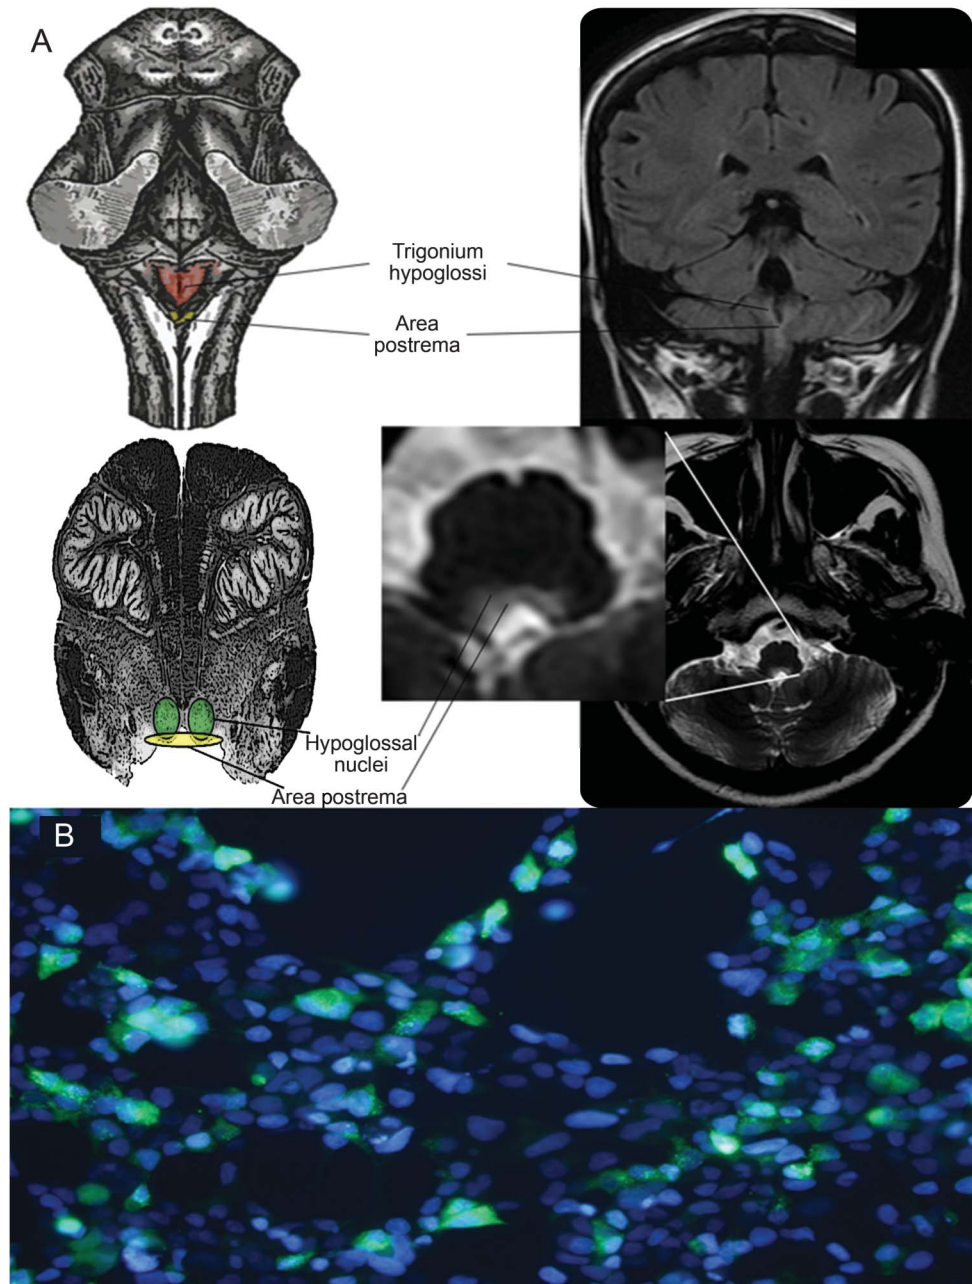 A
Trigonium
hypoglossi
Area
postrema
Hypoglossal
nuclei
Area postrema
B